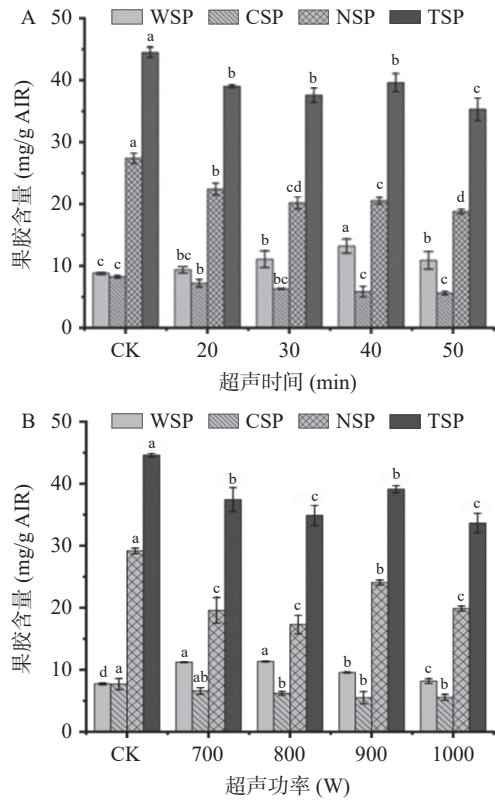 A
WSP CSP NSP TSP
果胶含量 (mg/g AIR)
50
40
30
20
10
0
c c a a
bc b b b
b bc cd b
a c c b
b c d c
CK 20 30 40 50
超声时间 (min)
B
WSP CSP NSP TSP
果胶含量 (mg/g AIR)
50
40
30
20
10
0
d a a a
a ab c b
a b c c
b b b b
c b c c
CK 700 800 900 1000
超声功率 (W)